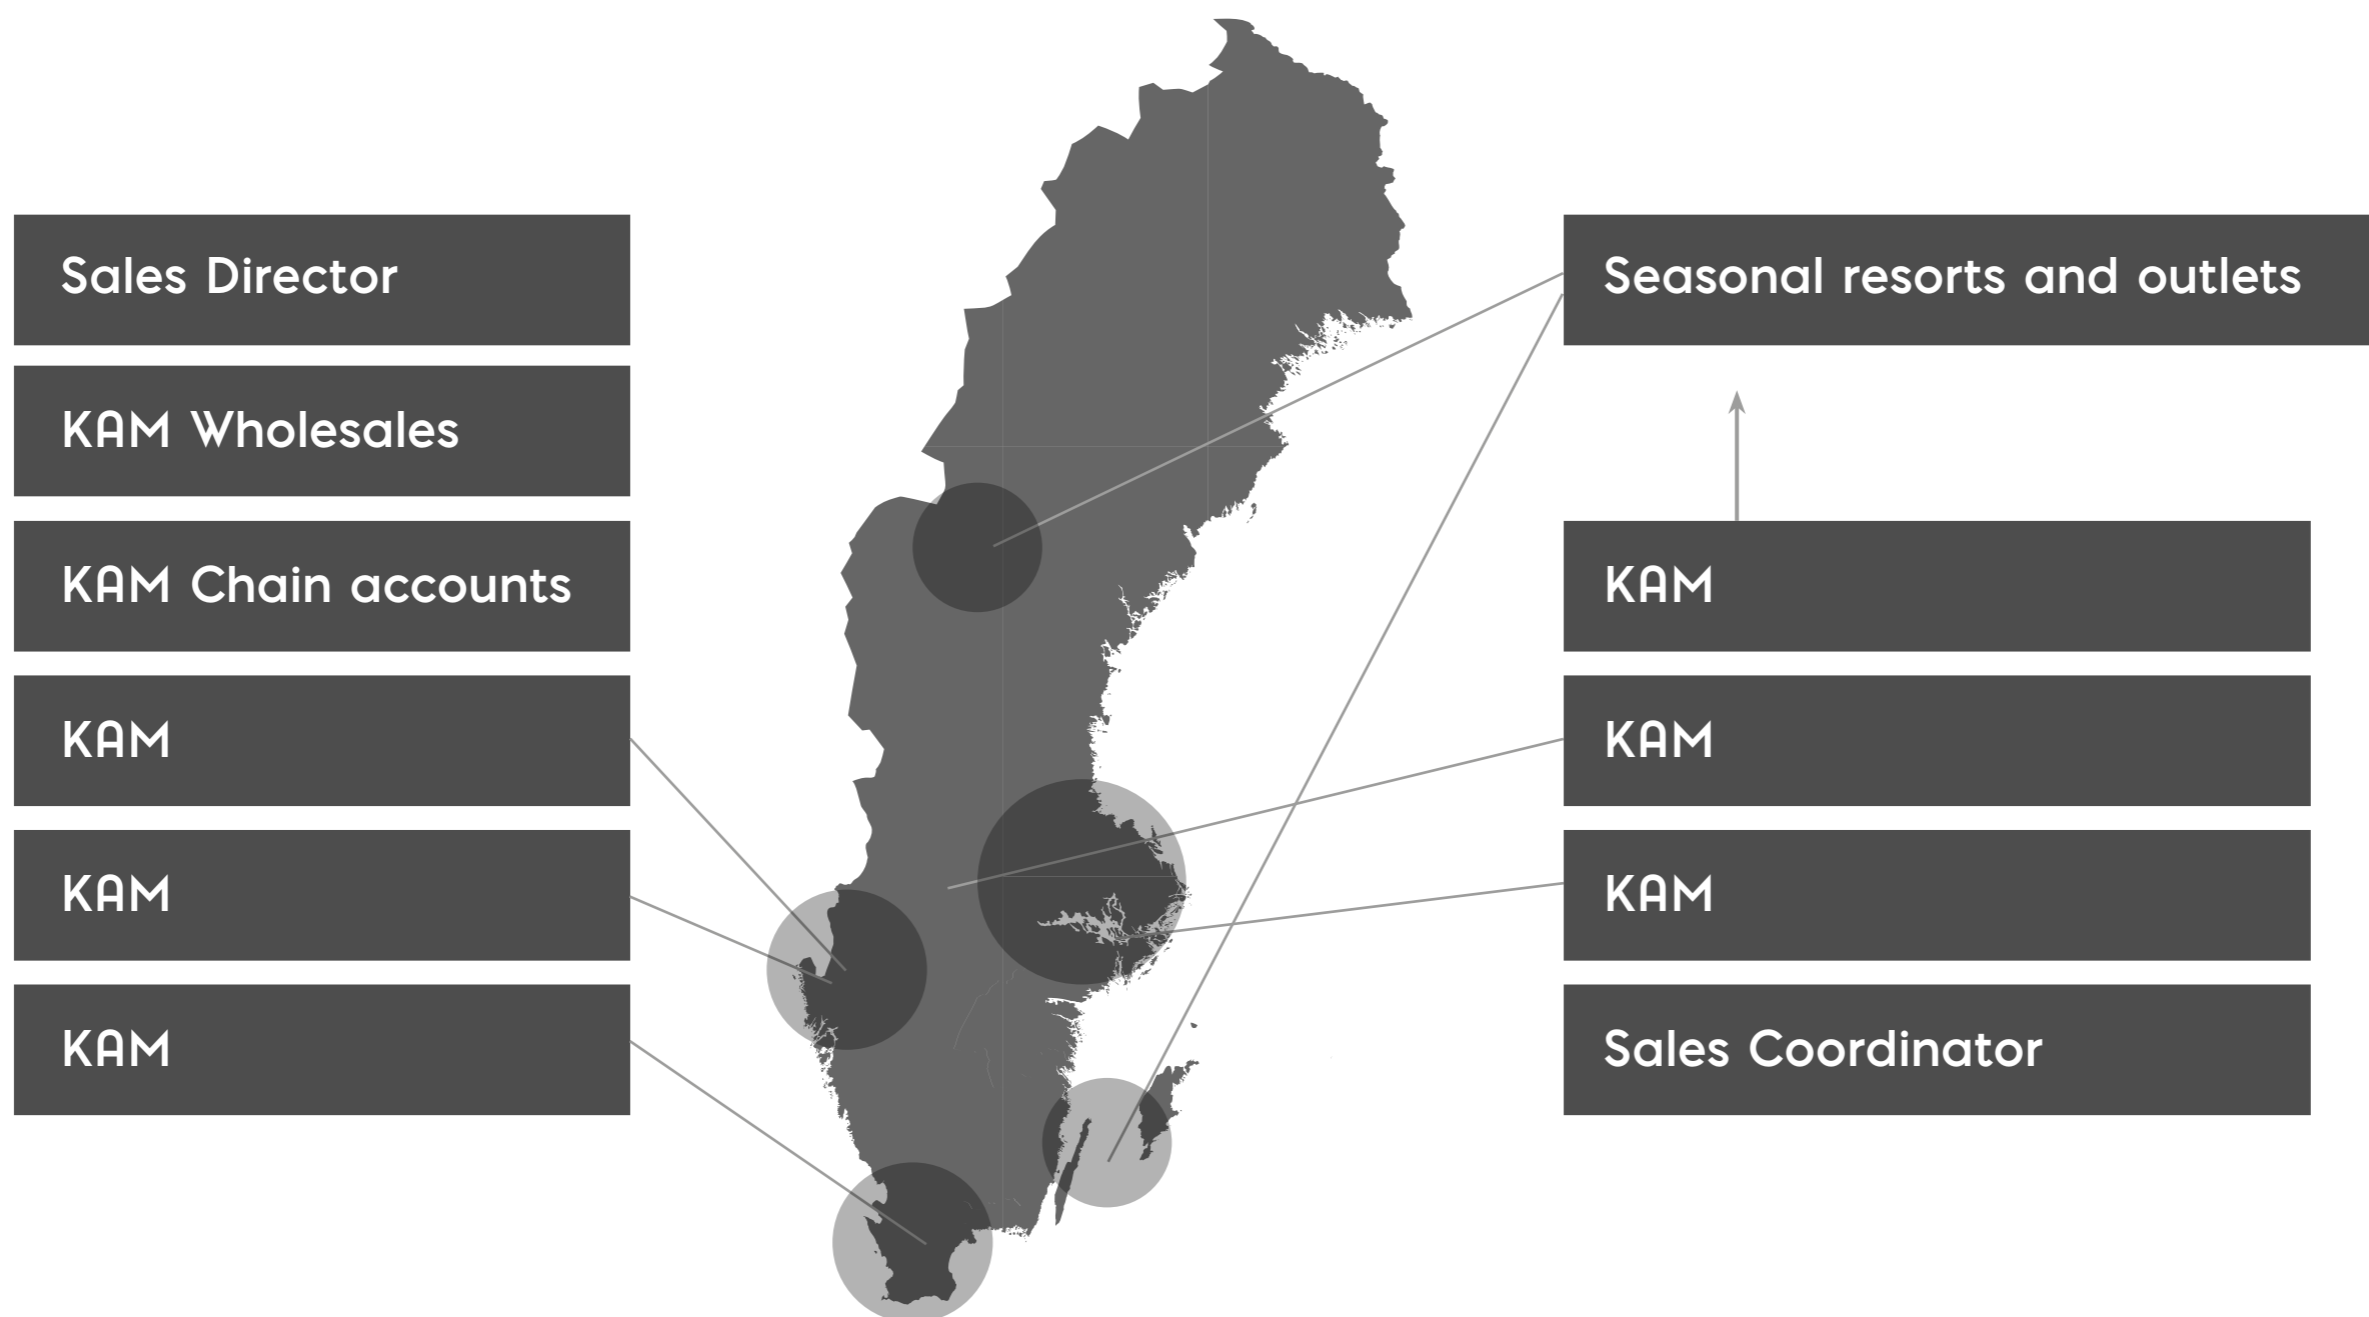 Sales Director
KAM Wholesales
KAM Chain accounts
KAM
KAM
KAM
Seasonal resorts and outlets
KAM
KAM
KAM
Sales Coordinator